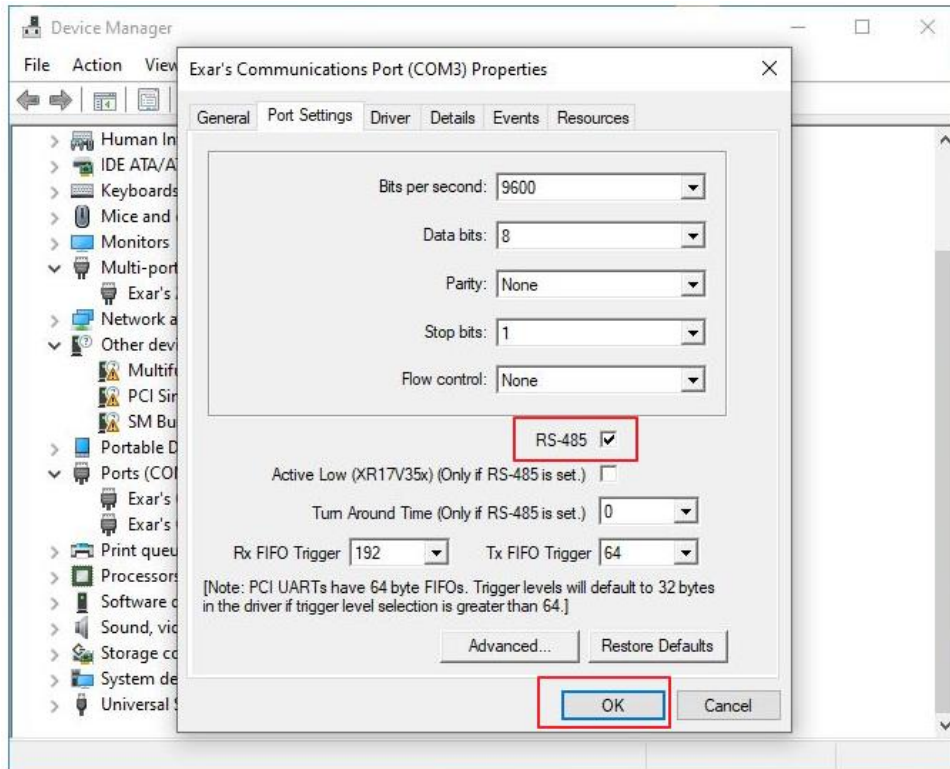 Device Manager
File Action View
Exar's Communications Port (COM3) Properties
General Port Settings Driver Details Events Resources
Human In
IDE ATA/A
Keyboards
Mice and
Monitors
Multi-port
Exar's
Network a
Other devi
Multifu
PCI Sin
SM Bu
Portable D
Ports (COM
Exar's
Exar's
Print queu
Processors
Software
Sound, vid
Storage co
System de
Universal S
Bits per second: 9600
Data bits: 8
Parity: None
Stop bits: 1
Flow control: None
RS-485
Active Low (XR17V35x) (Only if RS-485 is set.)
Turn Around Time (Only if RS-485 is set.) 0
Rx FIFO Trigger 192 Tx FIFO Trigger 64
[Note: PCI UARTs have 64 byte FIFOs. Trigger levels will default to 32 bytes
in the driver if trigger level selection is greater than 64.]
Advanced... Restore Defaults
OK Cancel